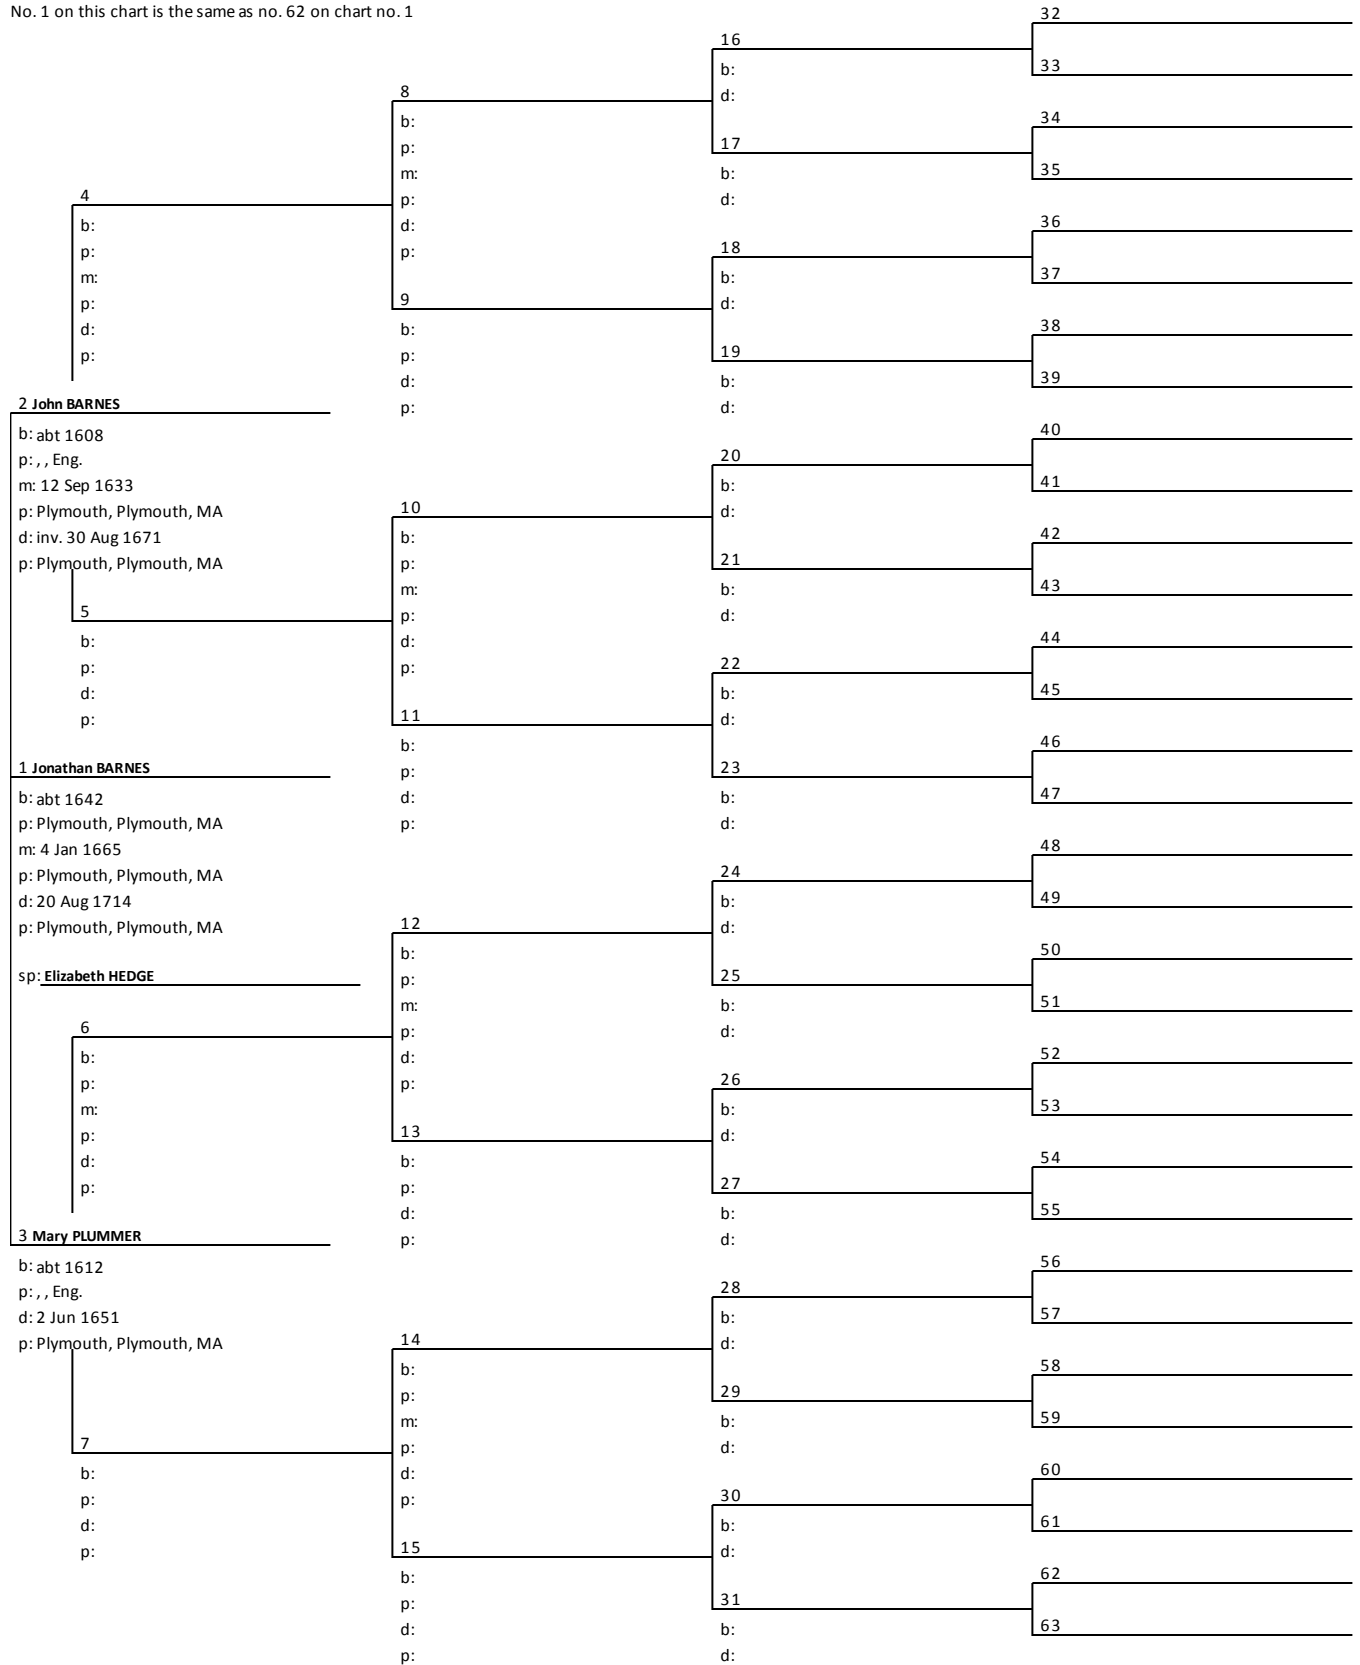 No. 1 on this chart is the same as no. 62 on chart no. 1
4
b:
p:
m:
p:
d:
p:
2 John BARNES
b: abt 1608
p: , , Eng.
m: 12 Sep 1633
p: Plymouth, Plymouth, MA
d: inv. 30 Aug 1671
p: Plymouth, Plymouth, MA
5
b:
p:
d:
p:
1 Jonathan BARNES
b: abt 1642
p: Plymouth, Plymouth, MA
m: 4 Jan 1665
p: Plymouth, Plymouth, MA
d: 20 Aug 1714
p: Plymouth, Plymouth, MA
sp: Elizabeth HEDGE
6
b:
p:
m:
p:
d:
p:
3 Mary PLUMMER
b: abt 1612
p: , , Eng.
d: 2 Jun 1651
p: Plymouth, Plymouth, MA
7
b:
p:
d:
p:
8
b:
p:
m:
p:
d:
p:
9
b:
p:
d:
p:
10
b:
p:
m:
p:
d:
p:
11
b:
p:
d:
p:
12
b:
p:
m:
p:
d:
p:
13
b:
p:
d:
p:
14
b:
p:
m:
p:
d:
p:
15
b:
p:
d:
p:
16
b:
d:
17
b:
d:
18
b:
d:
19
b:
d:
20
b:
d:
21
b:
d:
22
b:
d:
23
b:
d:
24
b:
d:
25
b:
d:
26
b:
d:
27
b:
d:
28
b:
d:
29
b:
d:
30
b:
d:
31
b:
d:
32
33
34
35
36
37
38
39
40
41
42
43
44
45
46
47
48
49
50
51
52
53
54
55
56
57
58
59
60
61
62
63